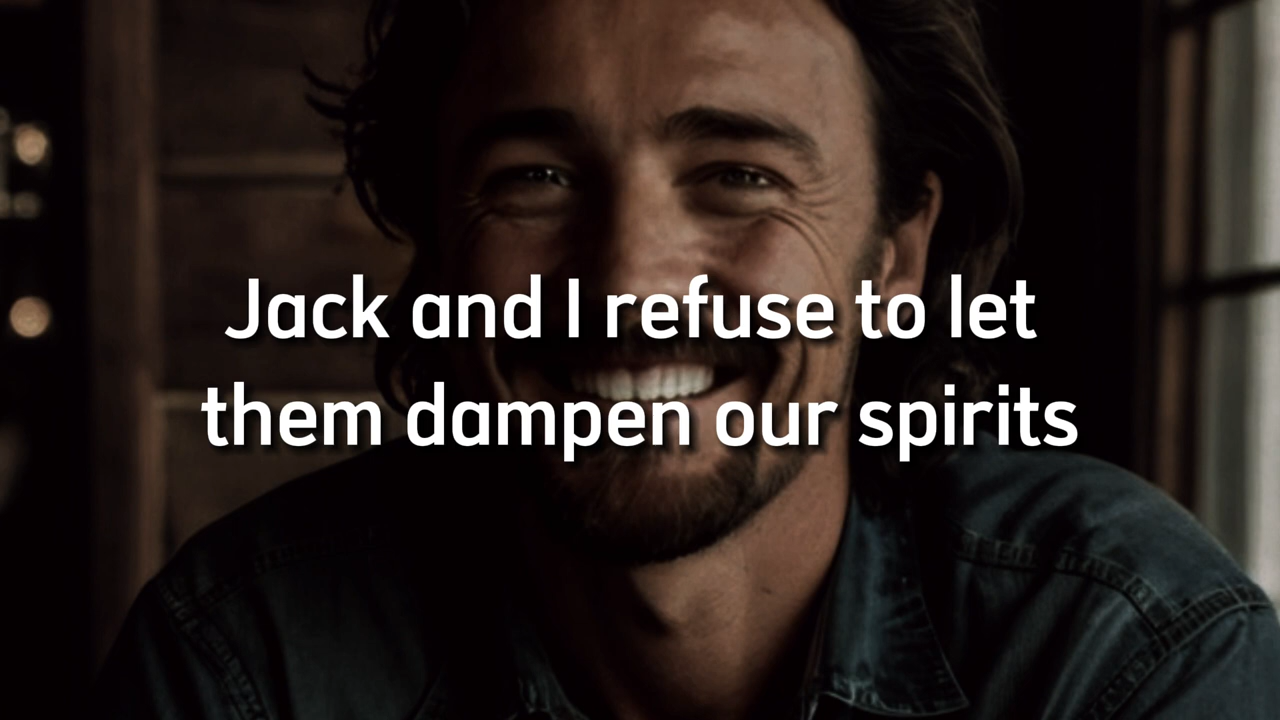 Jack and I refuse to let
them dampen our spirits